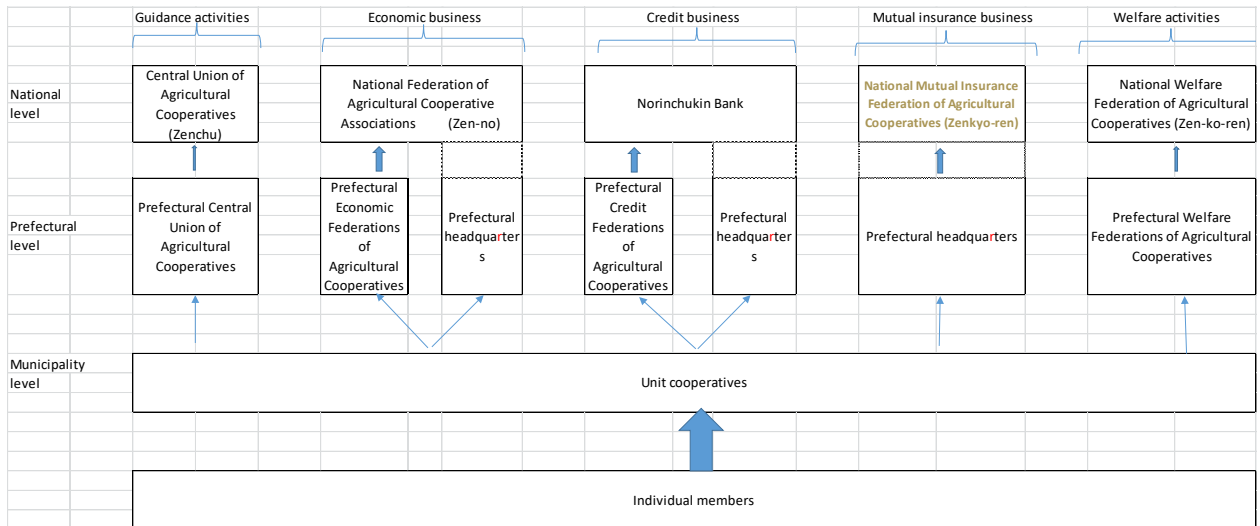 Guidance activities
Economic business
Credit business
Mutual insurance business
Welfare activities
National
level
Central Union of
Agricultural
Cooperatives
(Zenchu)
National Federation of
Agricultural Cooperative
Associations (Zen-no)
Norinchukin Bank
National Mutual Insurance
Federation of Agricultural
Cooperatives (Zenkyo-ren)
National Welfare
Federation of Agricultural
Cooperatives (Zen-ko-ren)
Prefectural
level
Prefectural Central
Union of
Agricultural
Cooperatives
Prefectural
Economic
Federations
of
Agricultural
Cooperatives
Prefectural
headquarter
s
Prefectural
Credit
Federations
of
Agricultural
Cooperatives
Prefectural
headquarter
s
Prefectural headquarters
Prefectural Welfare
Federations of Agricultural
Cooperatives
Municipality
level
Unit cooperatives
Individual members